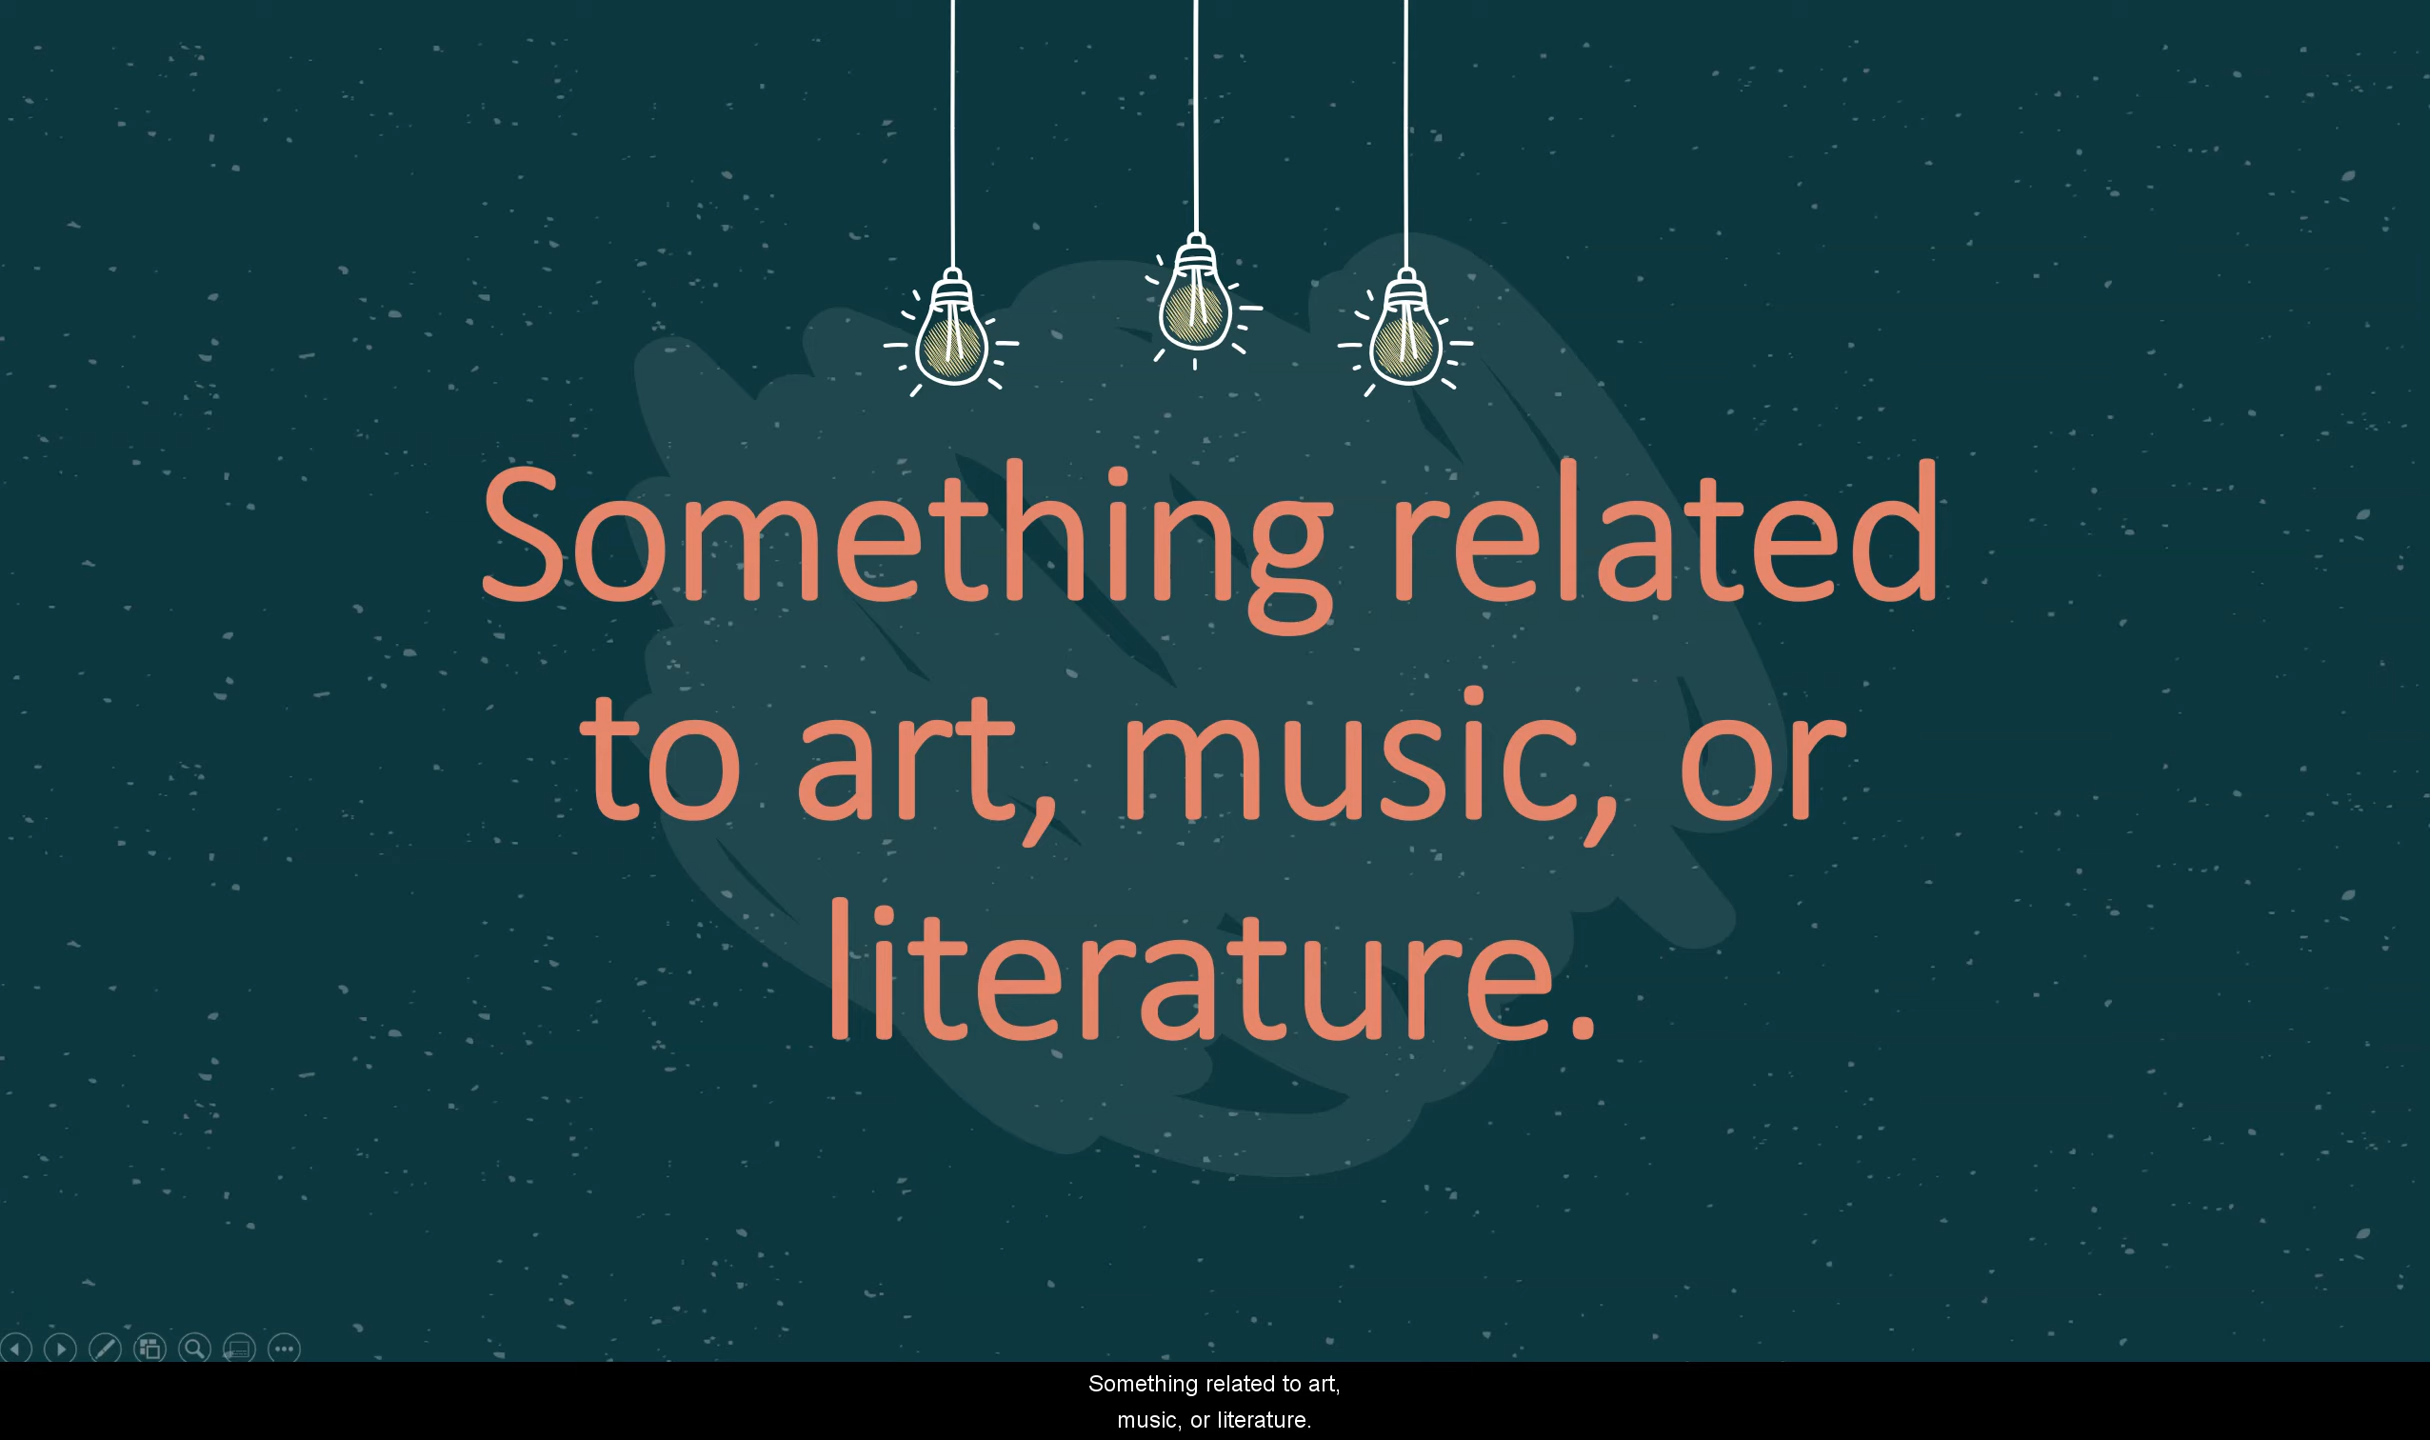 Something related
to art, music, or
literature.
Something related to art,
music, or literature.